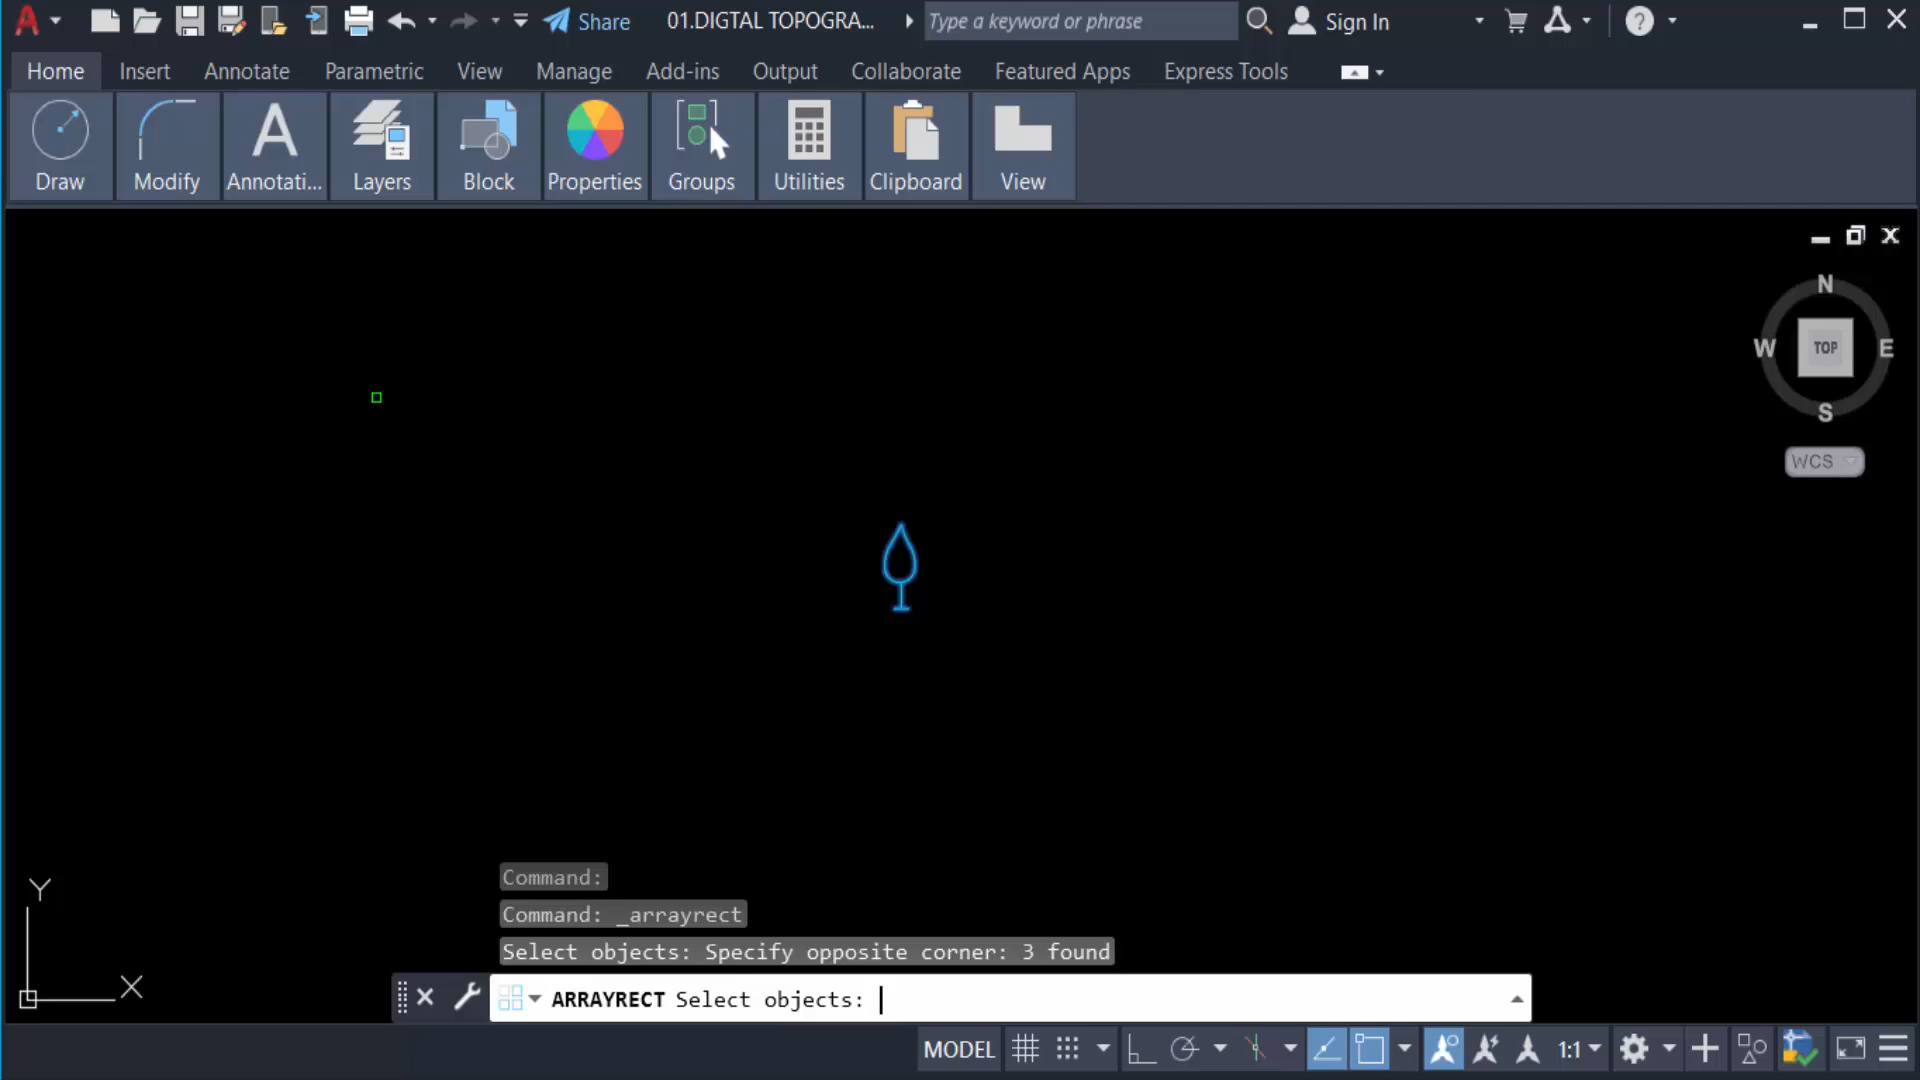 Share 01.DIGTAL TOPOGRA... Type a keyword or phrase Sign In
Home Insert Annotate Parametric View Manage Add-ins Output Collaborate Featured Apps Express Tools
Draw Modify Annotati... Layers Block Properties Groups Utilities Clipboard View
N
W TOP E
S
WCS
Y
X
Command:
Command: _arrayrect
Select objects: Specify opposite corner: 3 found
ARRAYRECT Select objects:
MODEL 1:1